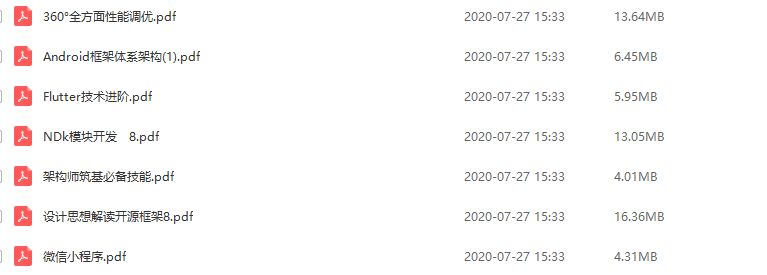 360°全方面性能调优.pdf 2020-07-27 15:33 13.64MB
Android框架体系架构(1).pdf 2020-07-27 15:33 6.45MB
Flutter技术进阶.pdf 2020-07-27 15:33 5.95MB
NDk模块开发　8.pdf 2020-07-27 15:33 13.05MB
架构师筑基必备技能.pdf 2020-07-27 15:33 4.01MB
设计思想解读开源框架8.pdf 2020-07-27 15:33 16.36MB
微信小程序.pdf 2020-07-27 15:33 4.31MB